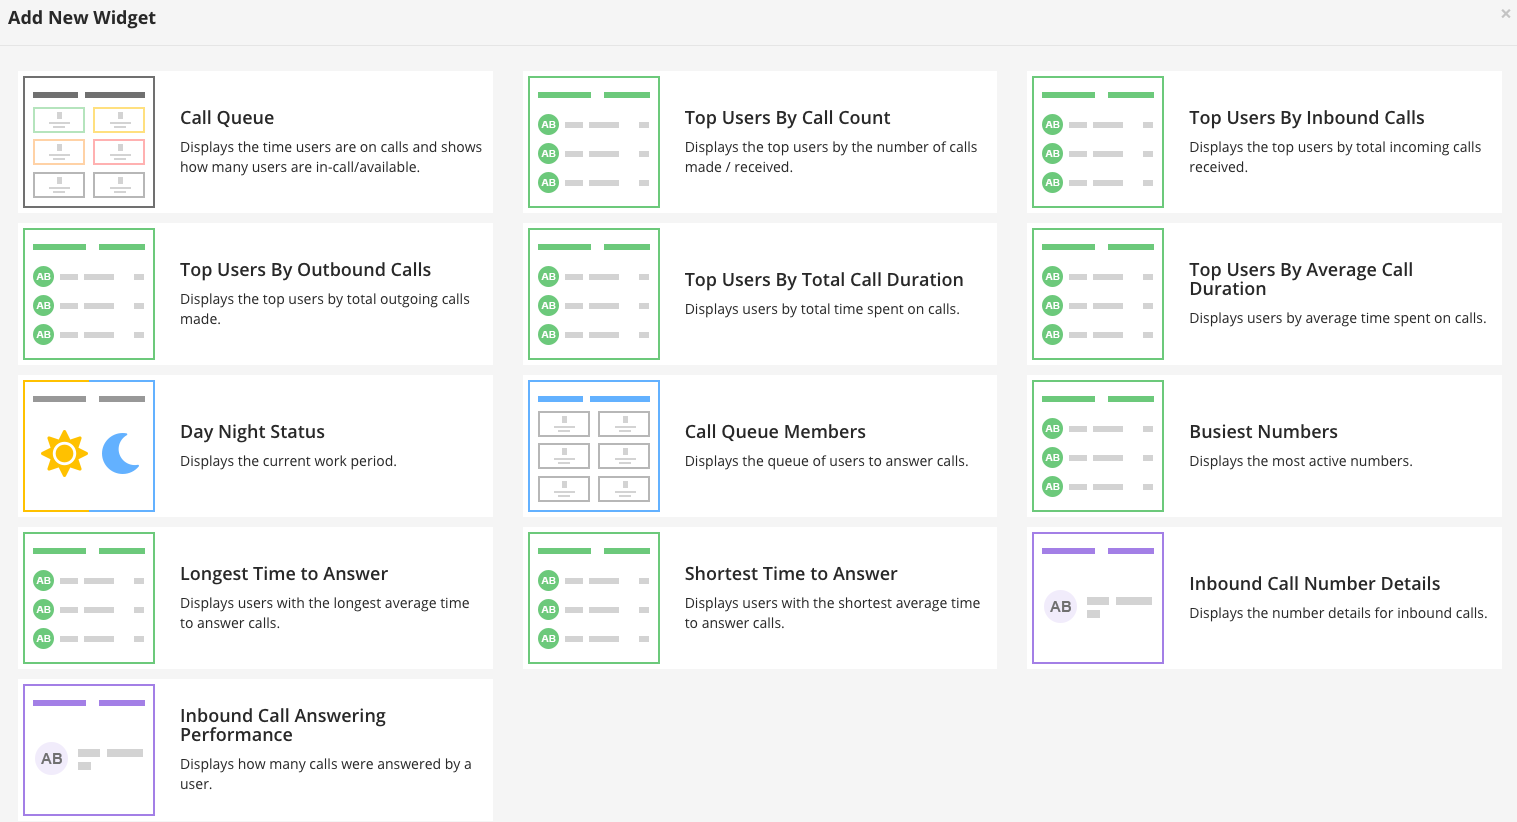 Add New Widget
×
Call Queue
Displays the time users are on calls and shows
how many users are in-call/available.
AB
AB
AB
Top Users By Call Count
Displays the top users by the number of calls
made / received.
AB
AB
AB
Top Users By Inbound Calls
Displays the top users by total incoming calls
received.
AB
AB
AB
Top Users By Outbound Calls
Displays the top users by total outgoing calls
made.
AB
AB
AB
Top Users By Total Call Duration
Displays users by total time spent on calls.
AB
AB
AB
Top Users By Average Call
Duration
Displays users by average time spent on calls.
Day Night Status
Displays the current work period.
Call Queue Members
Displays the queue of users to answer calls.
AB
AB
AB
Busiest Numbers
Displays the most active numbers.
AB
AB
AB
Longest Time to Answer
Displays users with the longest average time
to answer calls.
AB
AB
AB
Shortest Time to Answer
Displays users with the shortest average time
to answer calls.
AB
Inbound Call Number Details
Displays the number details for inbound calls.
AB
Inbound Call Answering
Performance
Displays how many calls were answered by a
user.